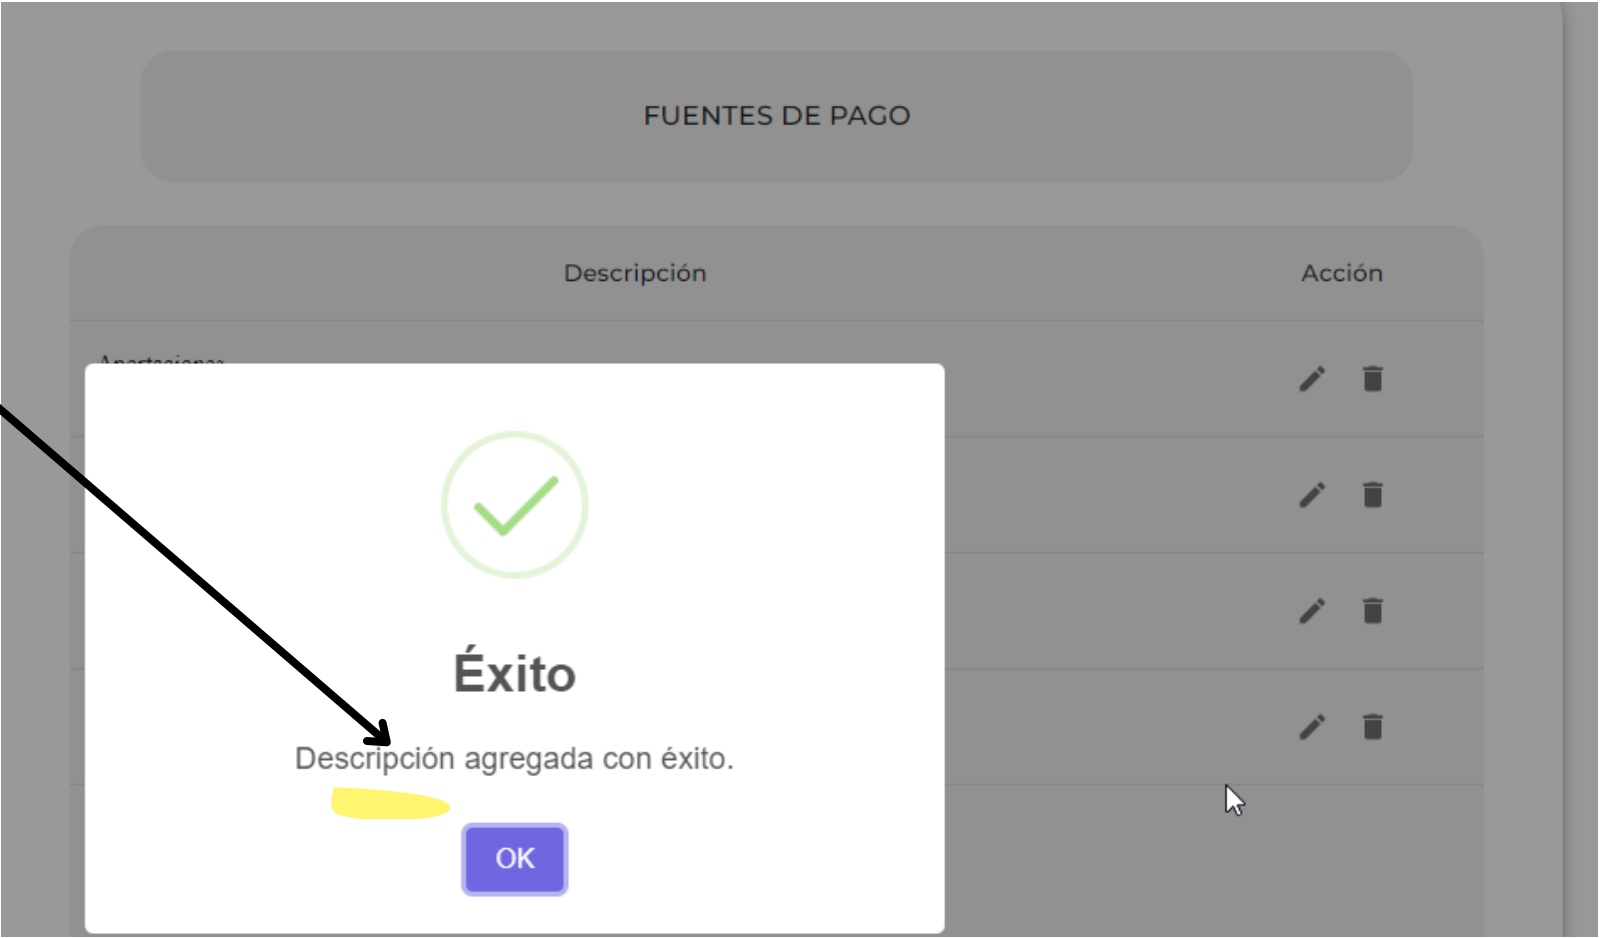 FUENTES DE PAGO
Descripción Acción
Éxito
Descripción agregada con éxito.
OK